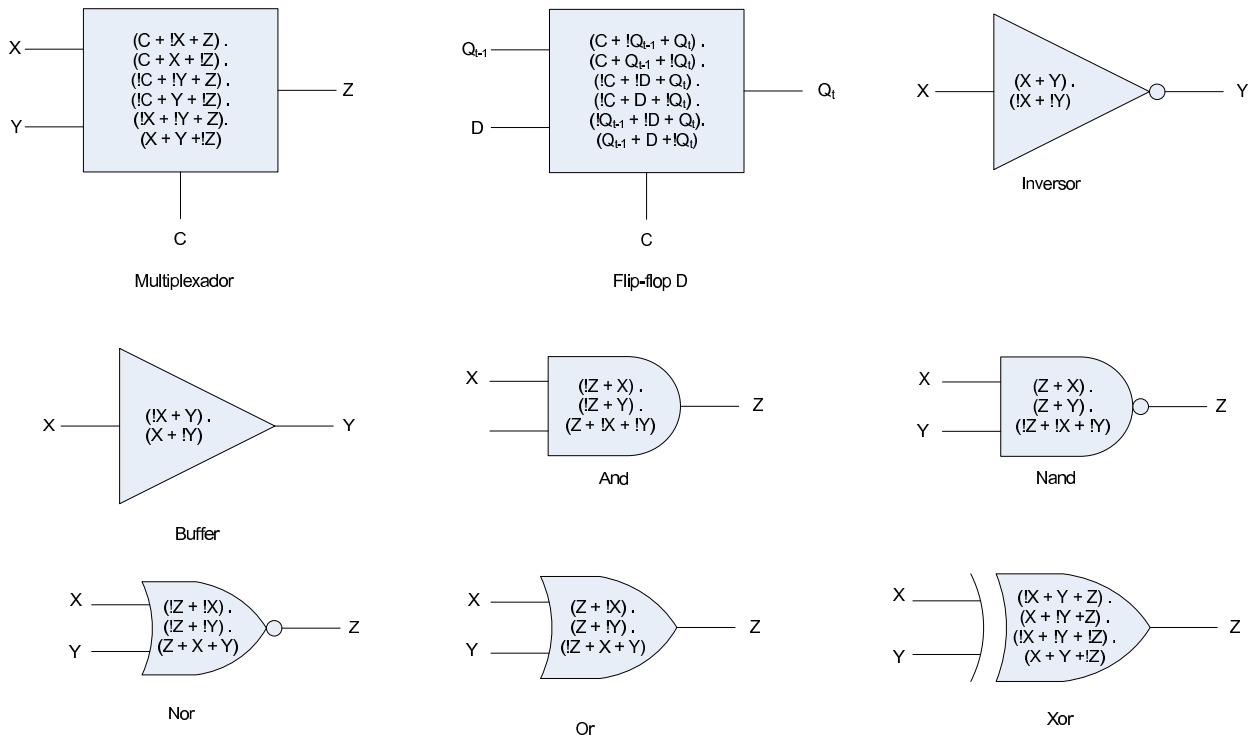 X
Y
(C + !X + Z) .
(C + X + !Z) .
(!C + !Y + Z) .
(!C + Y + !Z) .
(!X + !Y + Z).
(X + Y +!Z)
Z
C
Multiplexador
Qt-1
D
(C + !Qt-1 + Qt) .
(C + Qt-1 + !Qt) .
(!C + !D + Qt) .
(!C + D + !Qt) .
(!Qt-1 + !D + Qt).
(Qt-1 + D +!Qt)
Qt
C
Flip-flop D
X
(X + Y) .
(!X + !Y)
Y
Inversor
X
(!X + Y) .
(X + !Y)
Y
Buffer
X
(!Z + X) .
(!Z + Y) .
(Z + !X + !Y)
Z
And
X
Y
(Z + X) .
(Z + Y) .
(!Z + !X + !Y)
Z
Nand
X
Y
(!Z + !X) .
(!Z + !Y) .
(Z + X + Y)
Z
Nor
X
Y
(Z + !X) .
(Z + !Y) .
(!Z + X + Y)
Z
Or
X
Y
(!X + Y + Z) .
(X + !Y +Z) .
(!X + !Y + !Z) .
(X + Y +!Z)
Z
Xor